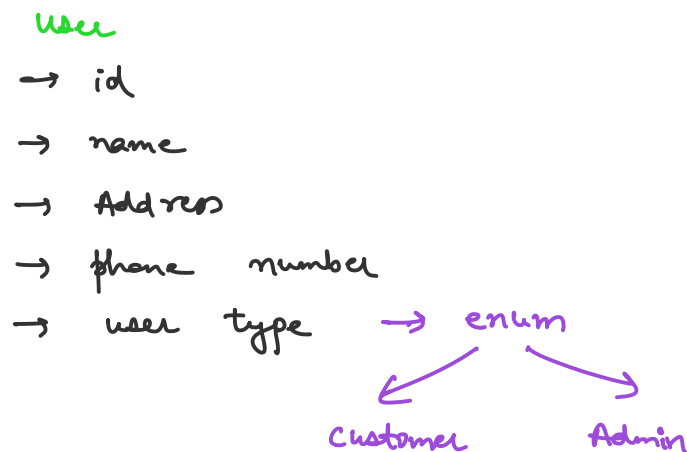 User
→ id
→ name
→ Address
→ phone number
→ user type → enum
Customer Admin